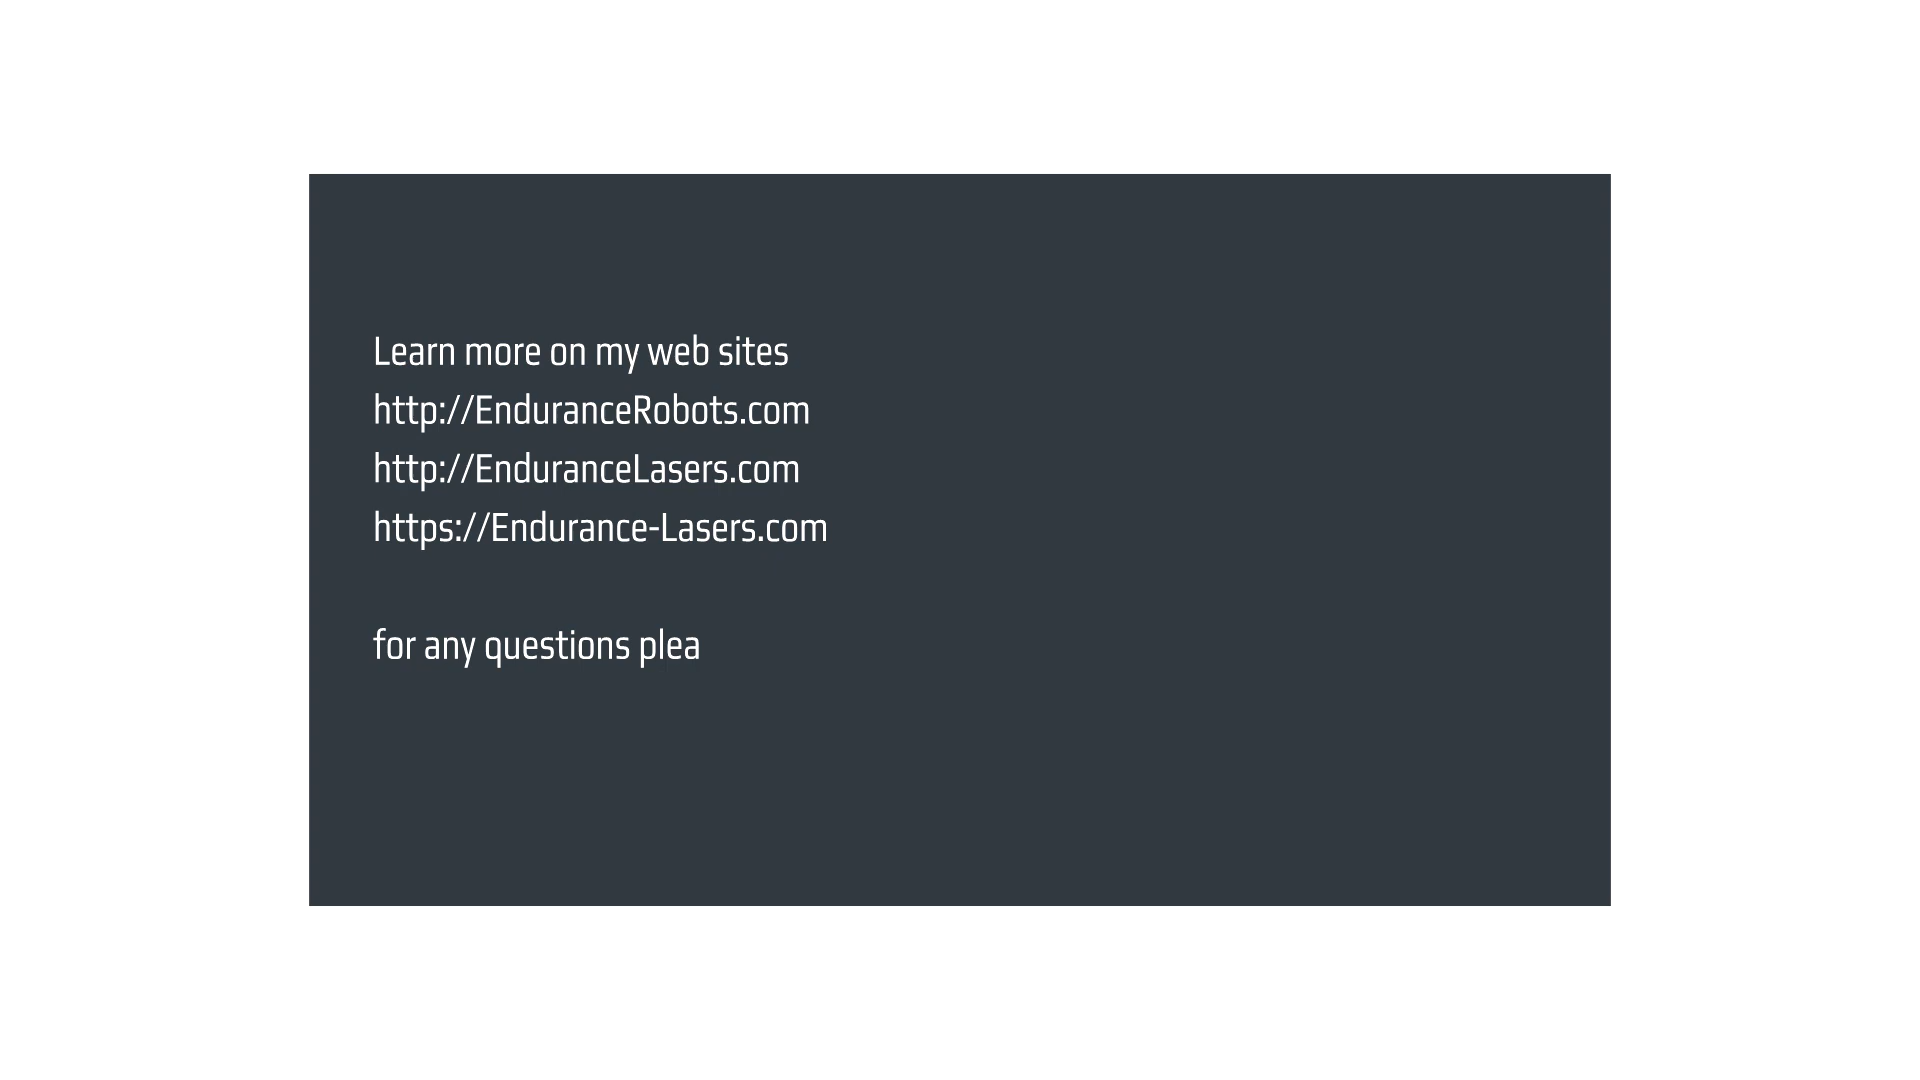 Learn more on my web sites
http://EnduranceRobots.com
http://EnduranceLasers.com
https://Endurance-Lasers.com
for any questions plea